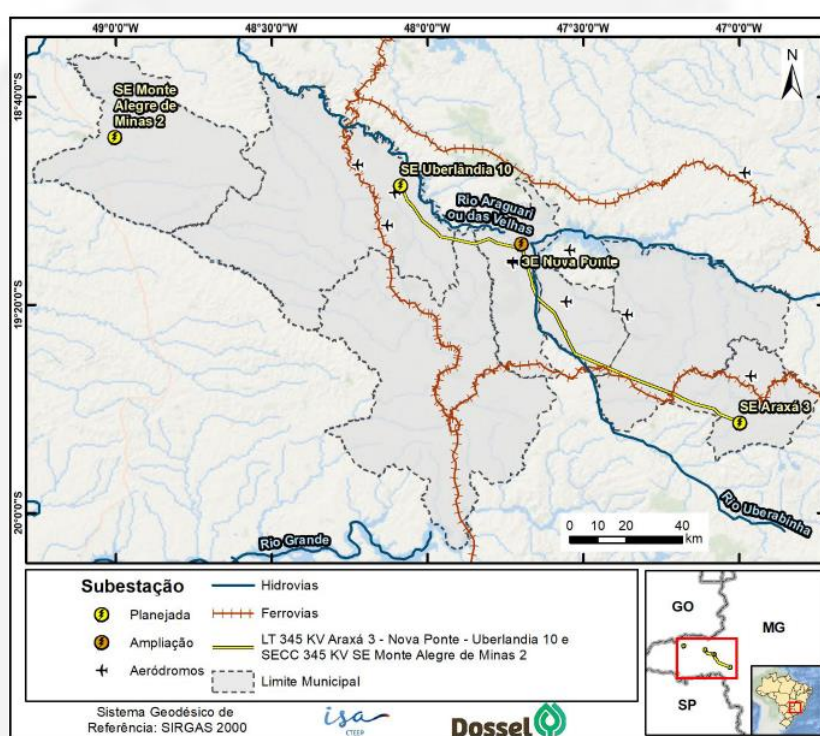 49°0'0"W
48°30'0"W
48°0'0"W
47°30'0"W
47°0'0"W
N
18°40'0"S
19°20'0"S
20°0'0"S
SE Monte
Alegre de
Minas 2
SE Uberlândia 10
Rio Araguari
ou das Velhas
SE Nova Ponte
SE Araxá 3
Rio Uberabinha
Rio Grande
0 10 20 40
km
Subestação
Planejada
Ampliação
Aeródromos
Hidrovias
Ferrovias
LT 345 KV Araxá 3 - Nova Ponte - Uberlandia 10 e
SECC 345 KV SE Monte Alegre de Minas 2
Limite Municipal
GO
MG
SP
Sistema Geodésico de
Referência: SIRGAS 2000
isa
CTEEP
Dossel